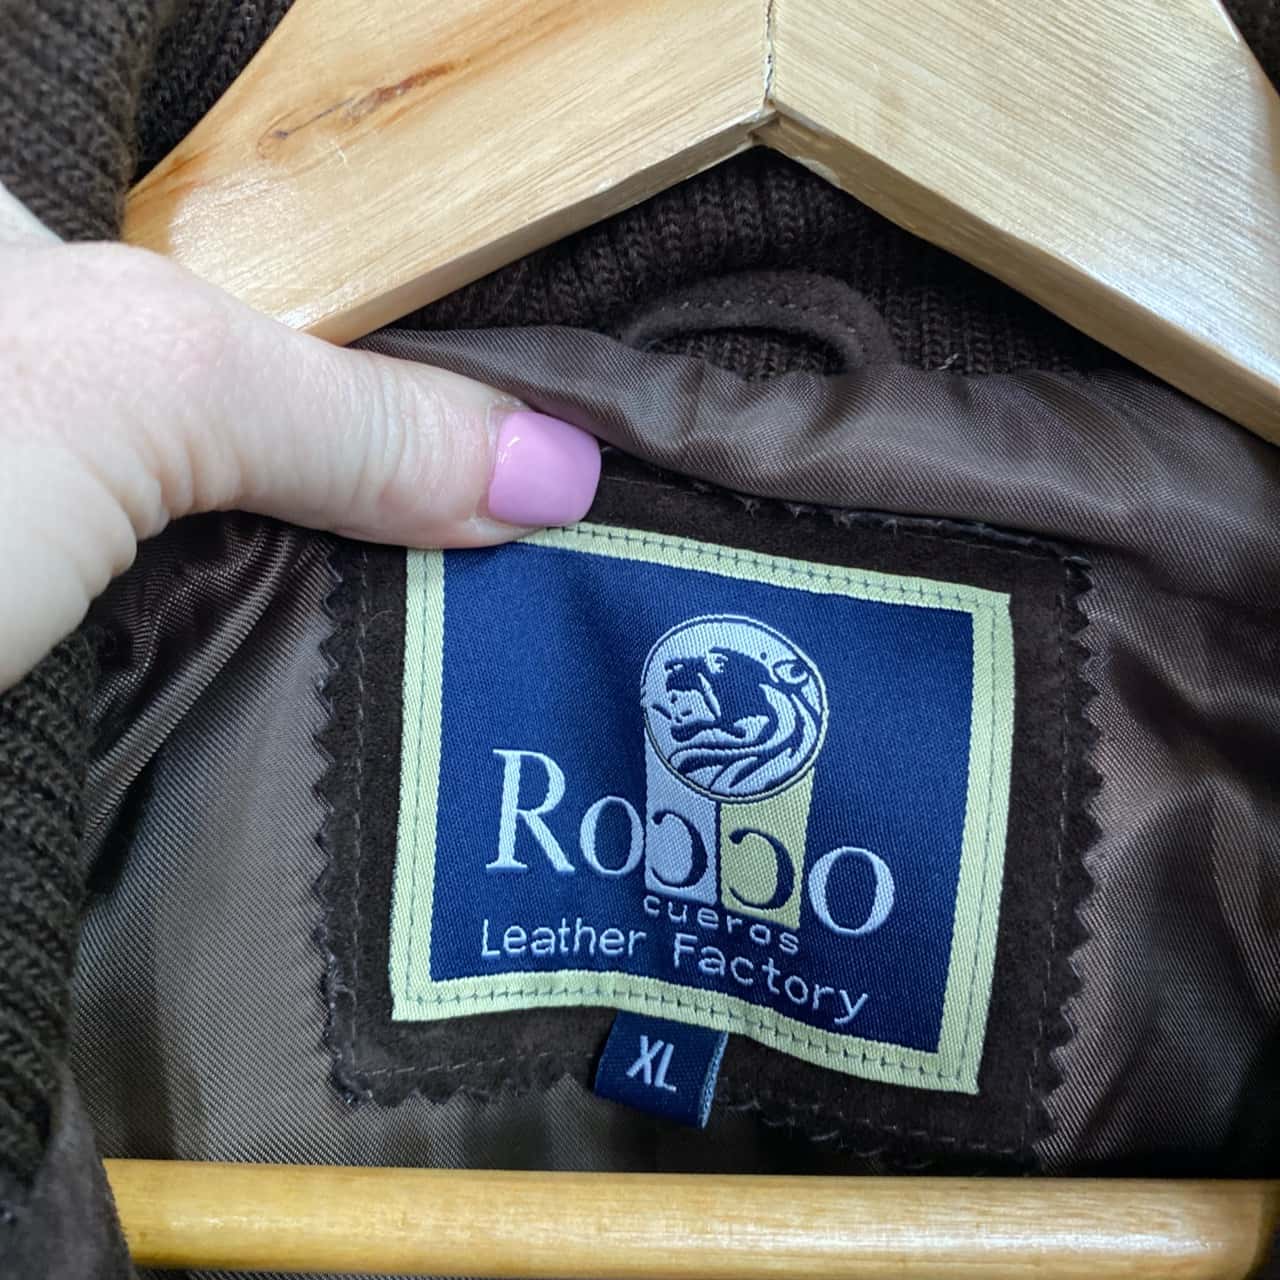 Rocco
cueros
Leather Factory
XL